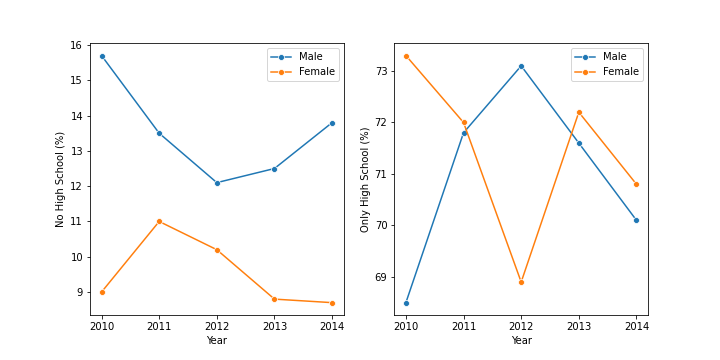 16
15
14
13
12
11
10
9
No High School (%)
2010 2011 2012 2013 2014
Year
Male
Female
73
72
71
70
69
Only High School (%)
2010 2011 2012 2013 2014
Year
Male
Female